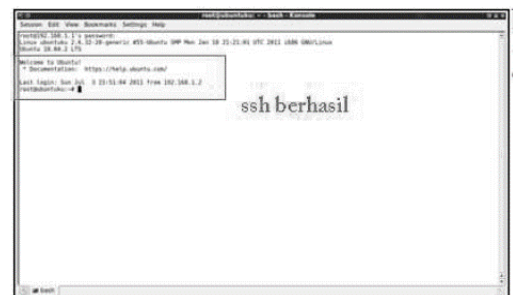 root@ubuntuku: ~ - bash - Konsole
Session Edit View Bookmarks Settings Help
root@192.168.1.1's password:
Linux ubuntuku 2.6.32-28-generic #55-Ubuntu SMP Mon Jan 10 21:21:01 UTC 2011 i686 GNU/Linux
Ubuntu 10.04.2 LTS
Welcome to Ubuntu!
* Documentation: https://help.ubuntu.com/
Last login: Sun Jul 3 15:51:04 2011 from 192.168.1.2
root@ubuntuku:~#
ssh berhasil
bash